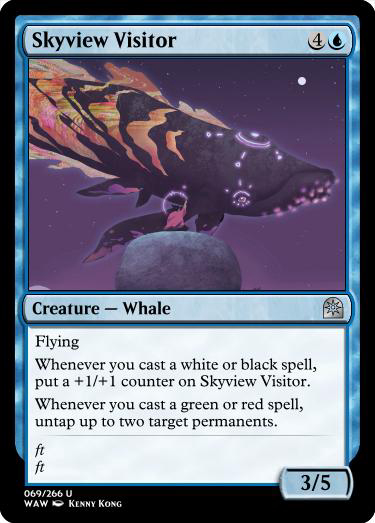 Skyview Visitor 4
Creature — Whale
Flying
Whenever you cast a white or black spell,
put a +1/+1 counter on Skyview Visitor.
Whenever you cast a green or red spell,
untap up to two target permanents.
ft
ft
3/5
069/266 U
WAW Kenny Kong